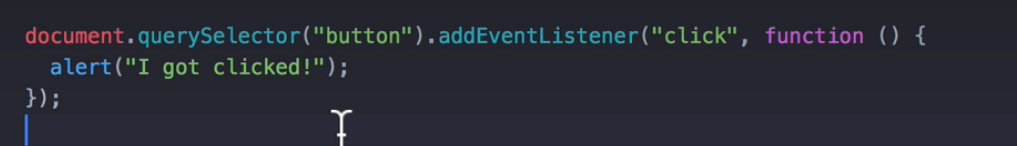 document.querySelector("button").addEventListener("click", function () {
  alert("I got clicked!");
});